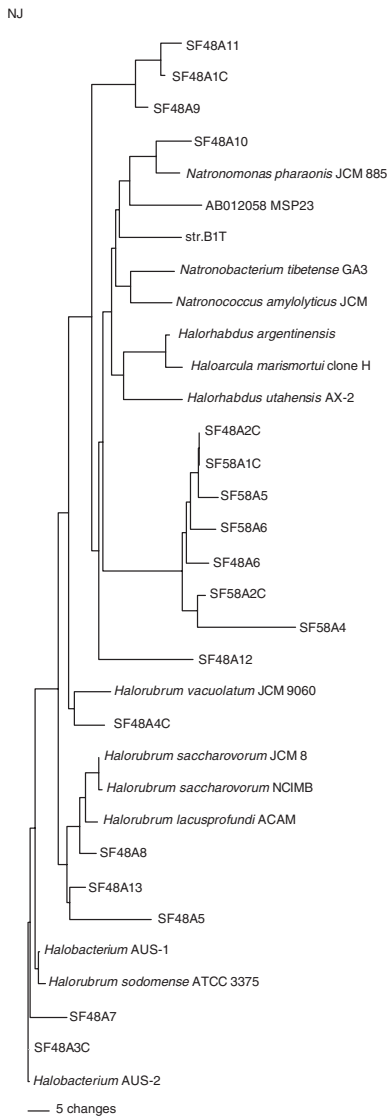 NJ
SF48A11
SF48A1C
SF48A9
SF48A10
Natronomonas pharaonis JCM 885
AB012058 MSP23
str.B1T
Natronobacterium tibetense GA3
Natronococcus amylolyticus JCM
Halorhabdus argentinensis
Haloarcula marismortui clone H
Halorhabdus utahensis AX-2
SF48A2C
SF58A1C
SF58A5
SF58A6
SF48A6
SF58A2C
SF58A4
SF48A12
Halorubrum vacuolatum JCM 9060
SF48A4C
Halorubrum saccharovorum JCM 8
Halorubrum saccharovorum NCIMB
Halorubrum lacusprofundi ACAM
SF48A8
SF48A13
SF48A5
Halobacterium AUS-1
Halorubrum sodomense ATCC 3375
SF48A7
SF48A3C
Halobacterium AUS-2
5 changes